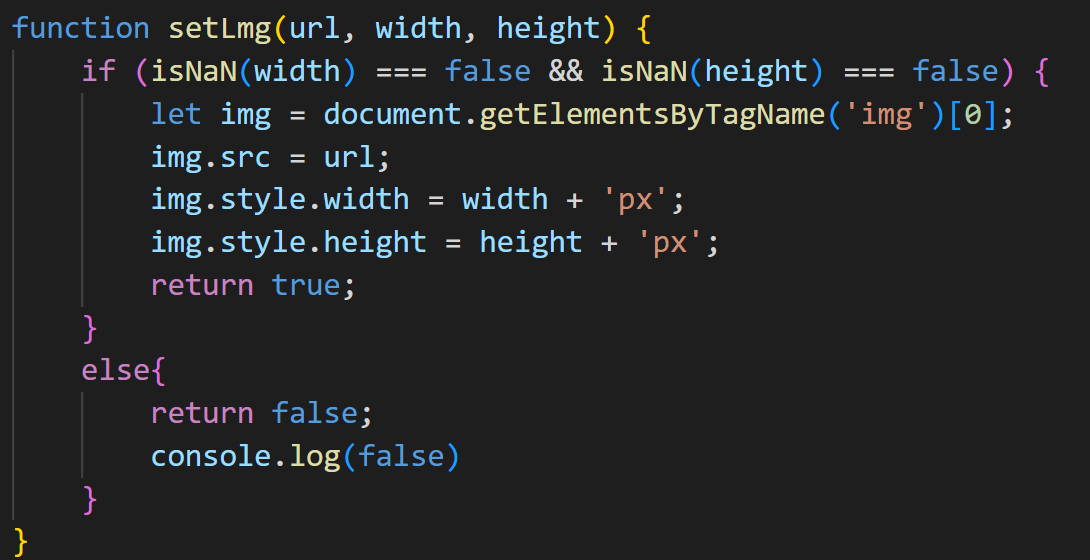 function setLmg(url, width, height) {
    if (isNaN(width) === false && isNaN(height) === false) {
        let img = document.getElementsByTagName('img')[0];
        img.src = url;
        img.style.width = width + 'px';
        img.style.height = height + 'px';
        return true;
    }
    else{
        return false;
        console.log(false)
    }
}